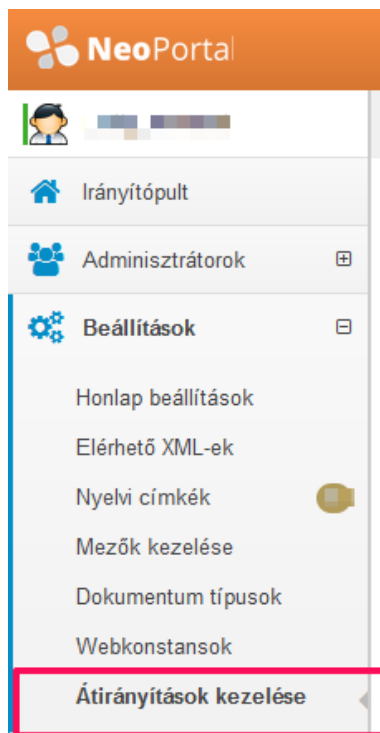 NeoPortal
Irányítópult
Adminisztrátorok
Beállítások
Honlap beállítások
Elérhető XML-ek
Nyelvi címkék
Mezők kezelése
Dokumentum típusok
Webkonstansok
Átirányítások kezelése